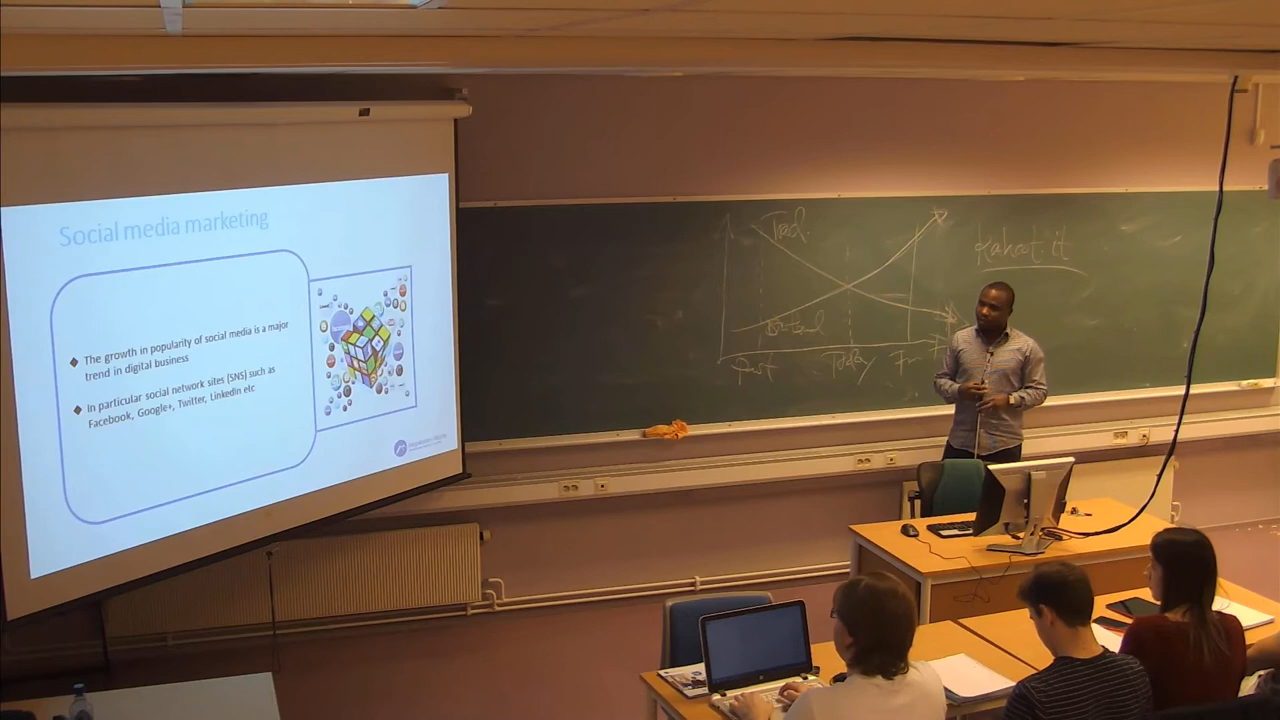 Social media marketing
The growth in popularity of social media is a major
trend in digital business
In particular social network sites (SNS) such as
Facebook, Google+, Twitter, LinkedIn etc
Trad.
kahoot.it
Past
Today